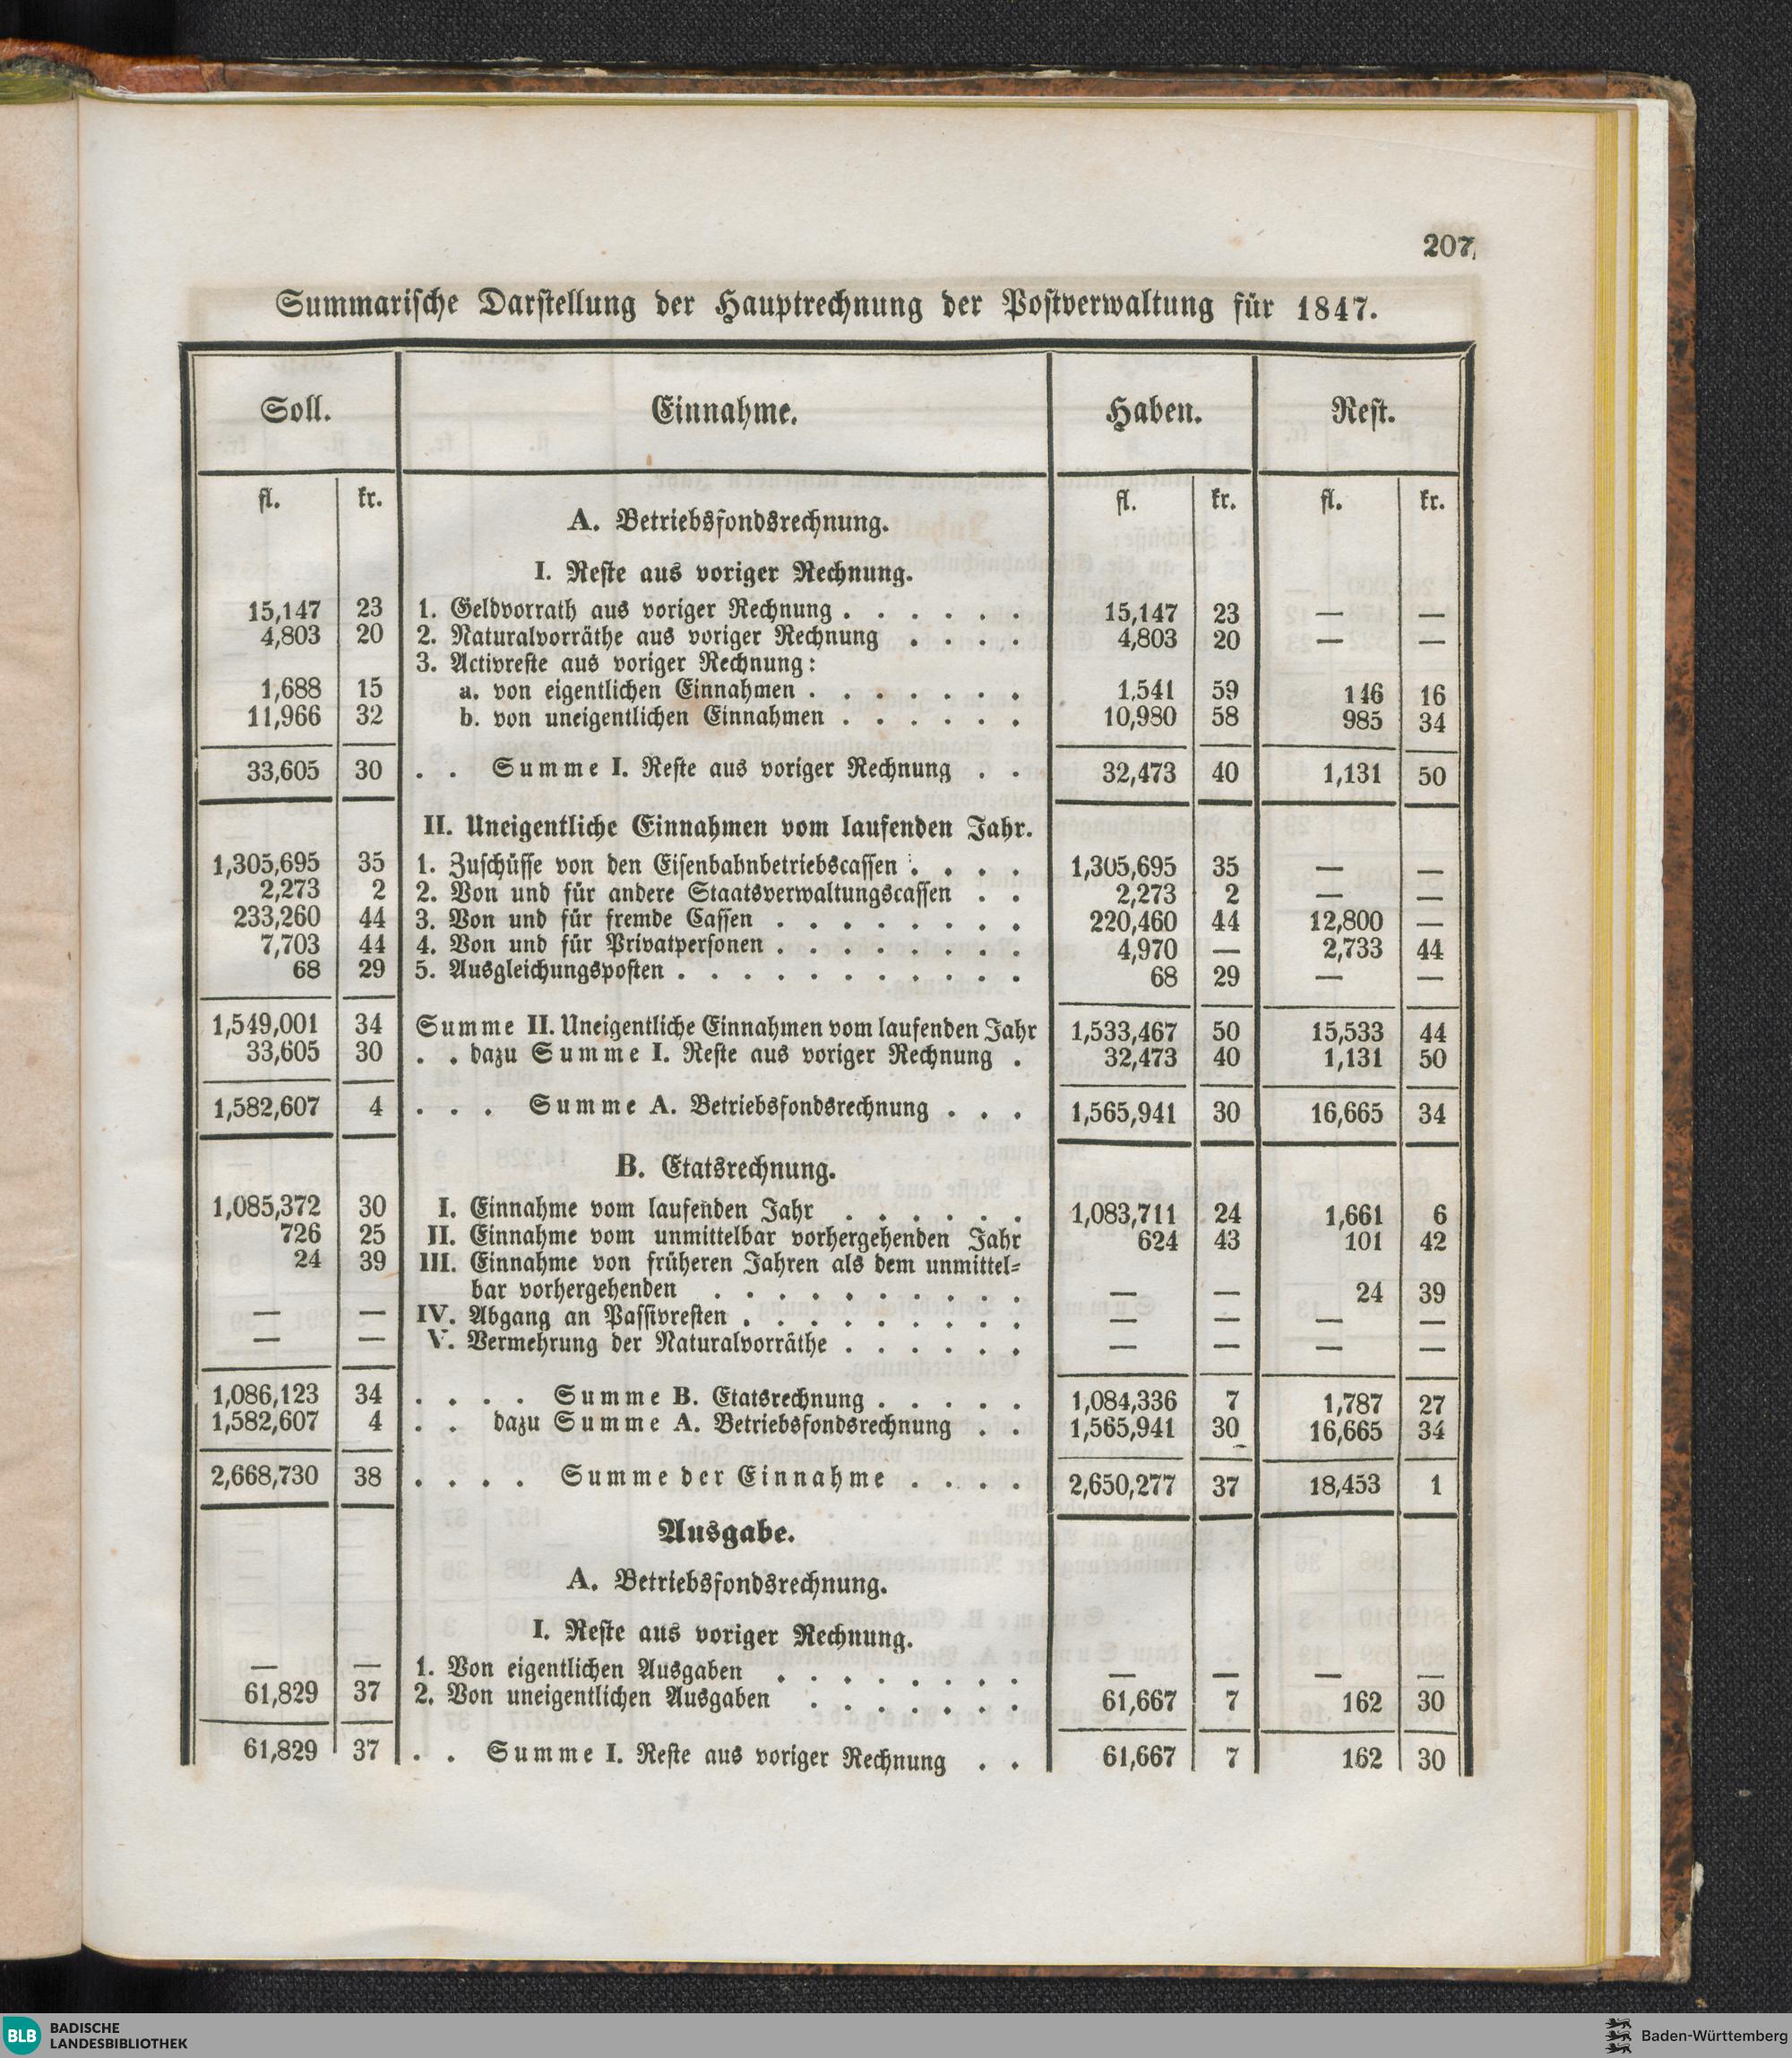 207
Summarische Darstellung der Hauptrechnung der Postverwaltung für 1847.
Soll. Einnahme. Haben. Rest.
fl. kr. fl. kr. fl. kr.
A. Betriebsfondsrechnung.
I. Reste aus voriger Rechnung.
15,147 23 1. Geldvorrath aus voriger Rechnung . . . . . . 15,147 23 — —
4,803 20 2. Naturalvorräthe aus voriger Rechnung . . . . 4,803 20 — —
3. Activreste aus voriger Rechnung:
1,688 15 a. von eigentlichen Einnahmen . . . . . . . 1,541 59 146 16
11,966 32 b. von uneigentlichen Einnahmen . . . . . . 10,980 58 985 34
33,605 30 . . Summe I. Reste aus voriger Rechnung . . 32,473 40 1,131 50
II. Uneigentliche Einnahmen vom laufenden Jahr.
1,305,695 35 1. Zuschüsse von den Eisenbahnbetriebscassen . . . . 1,305,695 35 — —
2,273 2 2. Von und für andere Staatsverwaltungscassen . . 2,273 2 — —
233,260 44 3. Von und für fremde Cassen . . . . . . . . 220,460 44 12,800 —
7,703 44 4. Von und für Privatpersonen . . . . . . . . 4,970 — 2,733 44
68 29 5. Ausgleichungsposten . . . . . . . . . . . 68 29 — —
1,549,001 34 Summe II. Uneigentliche Einnahmen vom laufenden Jahr 1,533,467 50 15,533 44
33,605 30 . . dazu Summe I. Reste aus voriger Rechnung . 32,473 40 1,131 50
1,582,607 4 . . . Summe A. Betriebsfondsrechnung . . . 1,565,941 30 16,665 34
B. Etatsrechnung.
1,085,372 30 I. Einnahme vom laufenden Jahr . . . . . . 1,083,711 24 1,661 6
726 25 II. Einnahme vom unmittelbar vorhergehenden Jahr 624 43 101 42
24 39 III. Einnahme von früheren Jahren als dem unmittel-
bar vorhergehenden . . . . . . . . . . — — 24 39
— — IV. Abgang an Passivresten . . . . . . . . . — — — —
— — V. Vermehrung der Naturalvorräthe . . . . . . — — — —
1,086,123 34 . . . . Summe B. Etatsrechnung . . . . . 1,084,336 7 1,787 27
1,582,607 4 . . dazu Summe A. Betriebsfondsrechnung . . 1,565,941 30 16,665 34
2,668,730 38 . . . . Summe der Einnahme . . . . 2,650,277 37 18,453 1
Ausgabe.
A. Betriebsfondsrechnung.
I. Reste aus voriger Rechnung.
— — 1. Von eigentlichen Ausgaben . . . . . . . . — — — —
61,829 37 2. Von uneigentlichen Ausgaben . . . . . . . 61,667 7 162 30
61,829 37 . . Summe I. Reste aus voriger Rechnung . . 61,667 7 162 30
BLB BADISCHE
LANDESBIBLIOTHEK
Baden-Württemberg